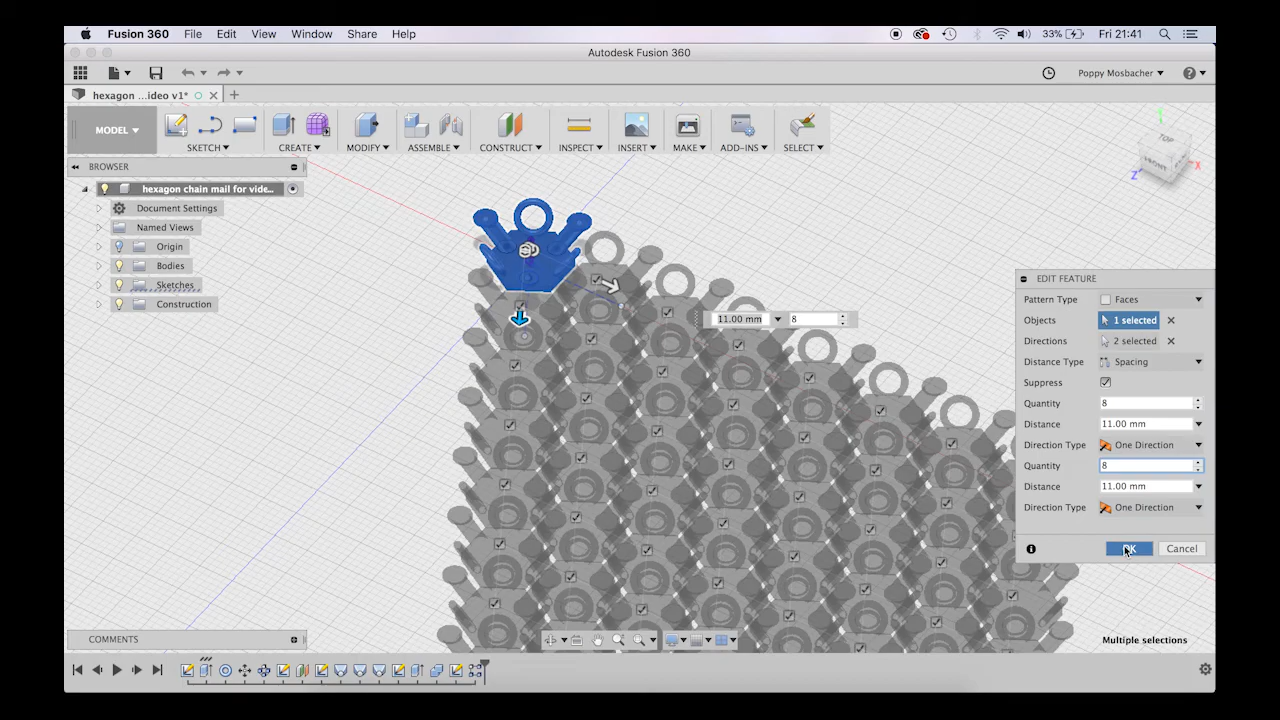 Fusion 360 File Edit View Window Share Help 33% Fri 21:41
Autodesk Fusion 360
Poppy Mosbacher
hexagon ...ideo v1*
MODEL
SKETCH CREATE MODIFY ASSEMBLE CONSTRUCT INSPECT INSERT MAKE ADD-INS SELECT
BROWSER
hexagon chain mail for vide...
Document Settings
Named Views
Origin
Bodies
Sketches
Construction
TOP
Z
X
11.00 mm 8
EDIT FEATURE
Pattern Type Faces
Objects 1 selected
Directions 2 selected
Distance Type Spacing
Suppress
Quantity 8
Distance 11.00 mm
Direction Type One Direction
Quantity 8
Distance 11.00 mm
Direction Type One Direction
OK Cancel
Multiple selections
COMMENTS